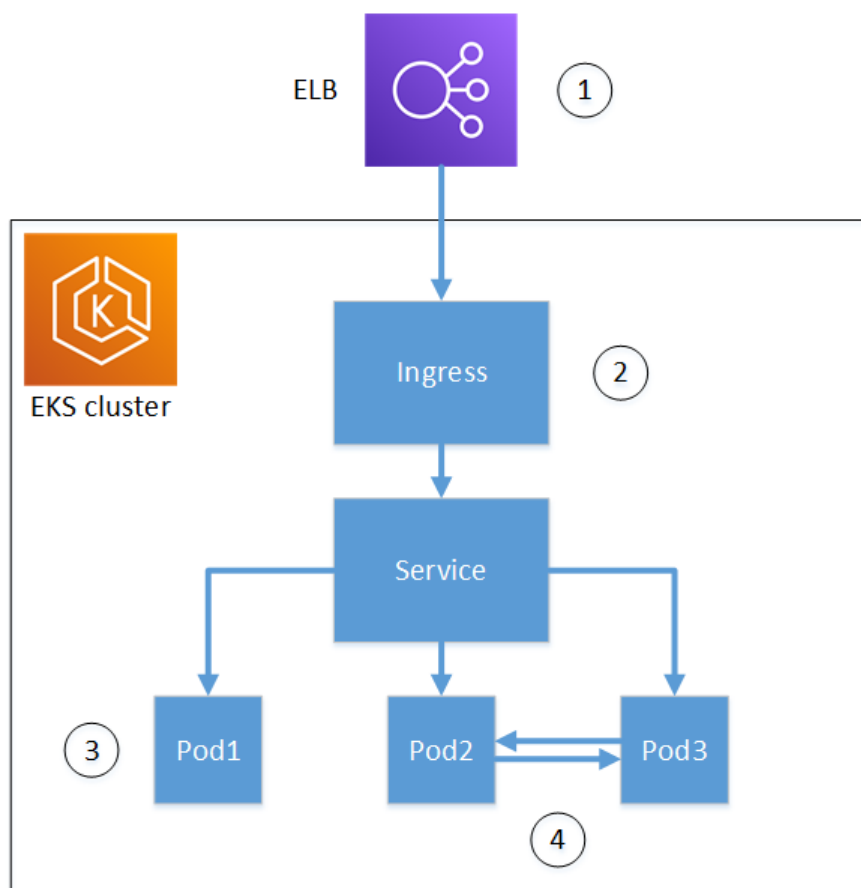 ELB
1
K
EKS cluster
Ingress
2
Service
3
Pod1
Pod2
Pod3
4